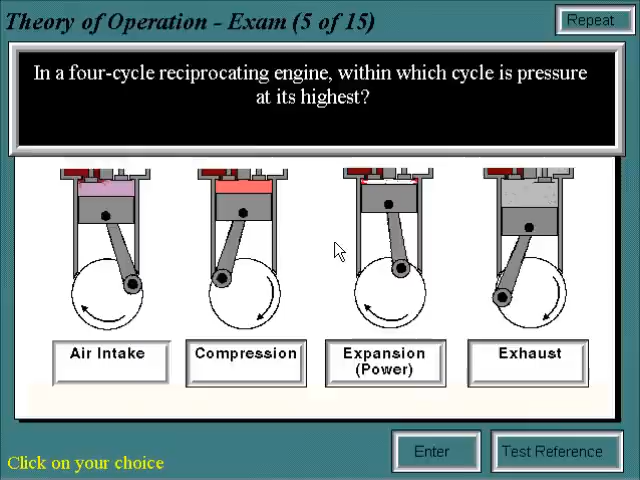 Theory of Operation - Exam (5 of 15)
Repeat
In a four-cycle reciprocating engine, within which cycle is pressure
at its highest?
Air Intake
Compression
Expansion
(Power)
Exhaust
Click on your choice
Enter
Test Reference